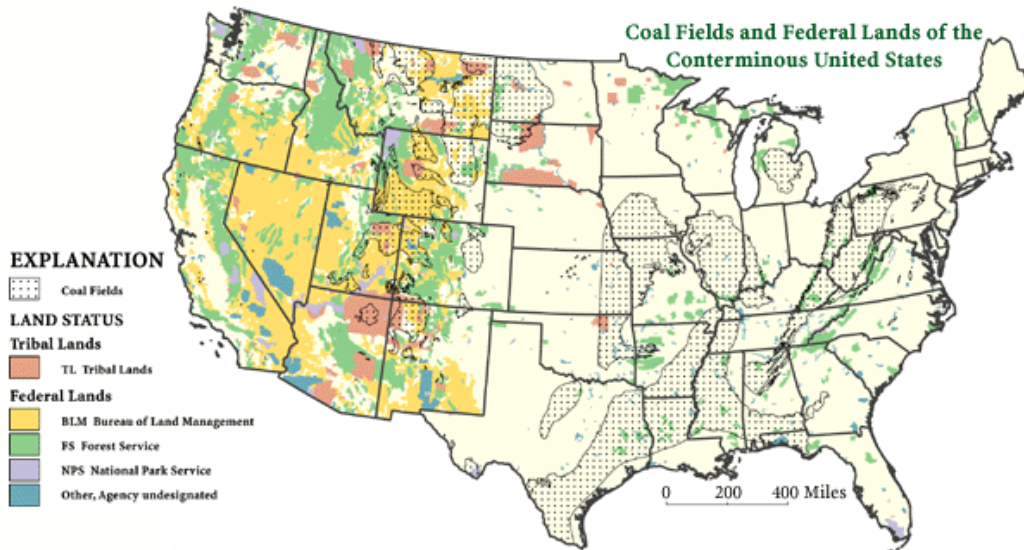 Coal Fields and Federal Lands of the
Conterminous United States
EXPLANATION
Coal Fields
LAND STATUS
Tribal Lands
TL Tribal Lands
Federal Lands
BLM Bureau of Land Management
FS Forest Service
NPS National Park Service
Other, Agency undesignated
0 200 400 Miles